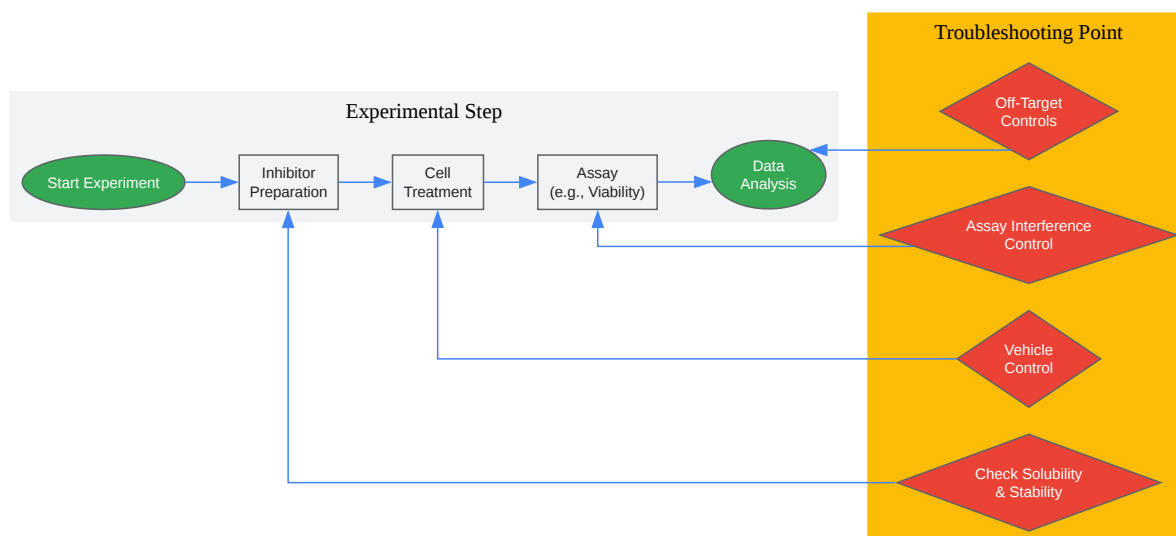 Troubleshooting Point
Off-Target
Controls
Experimental Step
Start Experiment
Inhibitor
Preparation
Cell
Treatment
Assay
(e.g., Viability)
Data
Analysis
Assay Interference
Control
Vehicle
Control
Check Solubility
& Stability